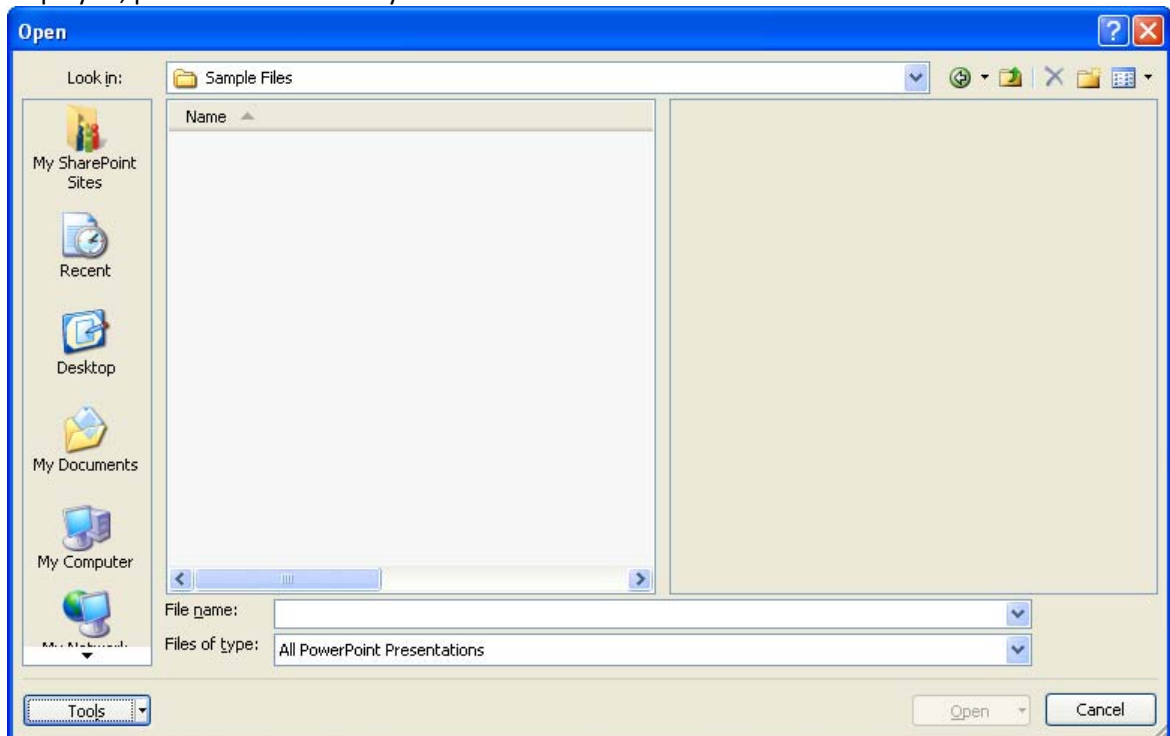 Open
Look in:
Sample Files
Name
My SharePoint
Sites
Recent
Desktop
My Documents
My Computer
File name:
Files of type:
All PowerPoint Presentations
Tools
Open
Cancel